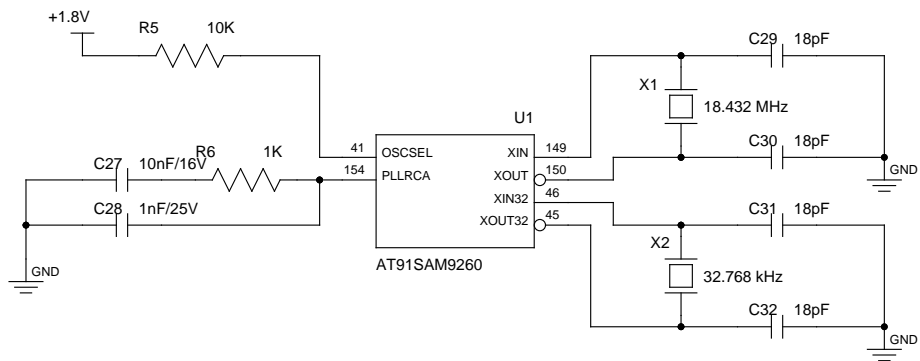 +1.8V
R5
10K
C29
18pF
X1
18.432 MHz
U1
41
OSCSEL
XIN
149
C27
10nF/16V
R6
1K
154
PLLRCA
XOUT
150
C30
18pF
GND
XIN32
46
C28
1nF/25V
XOUT32
45
C31
18pF
X2
AT91SAM9260
GND
32.768 kHz
C32
18pF
GND